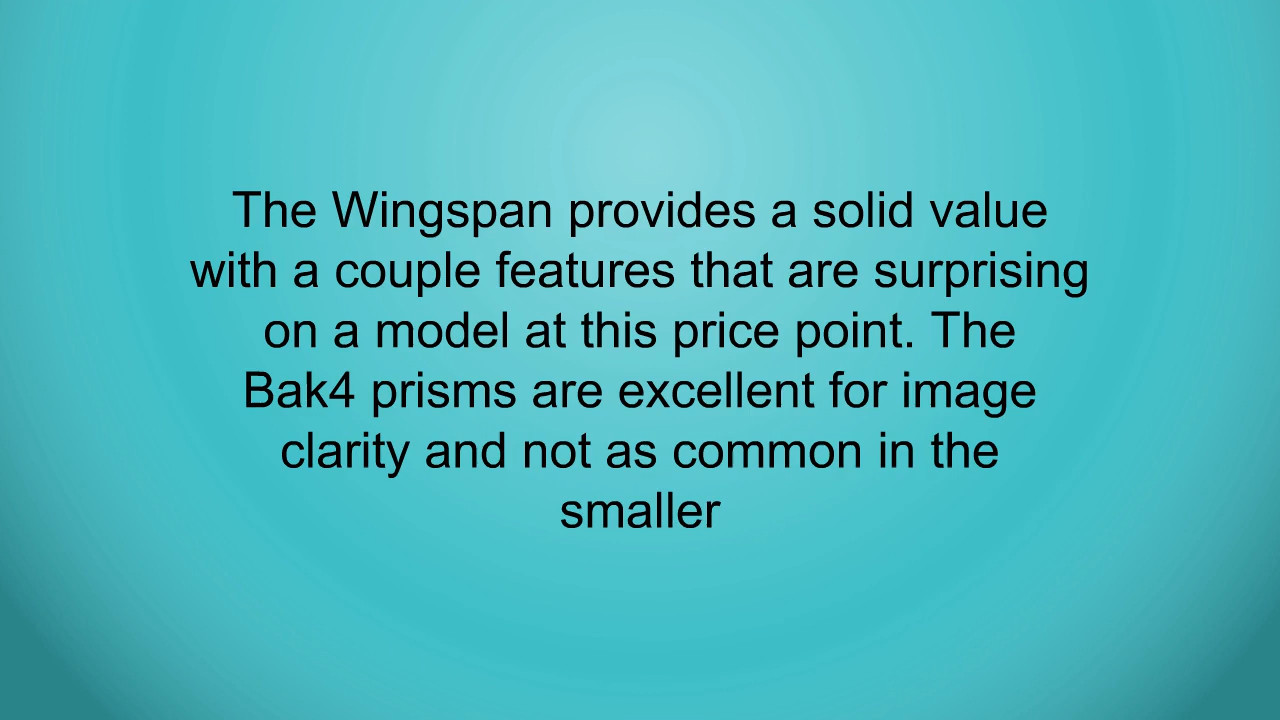 The Wingspan provides a solid value
with a couple features that are surprising
on a model at this price point. The
Bak4 prisms are excellent for image
clarity and not as common in the
smaller